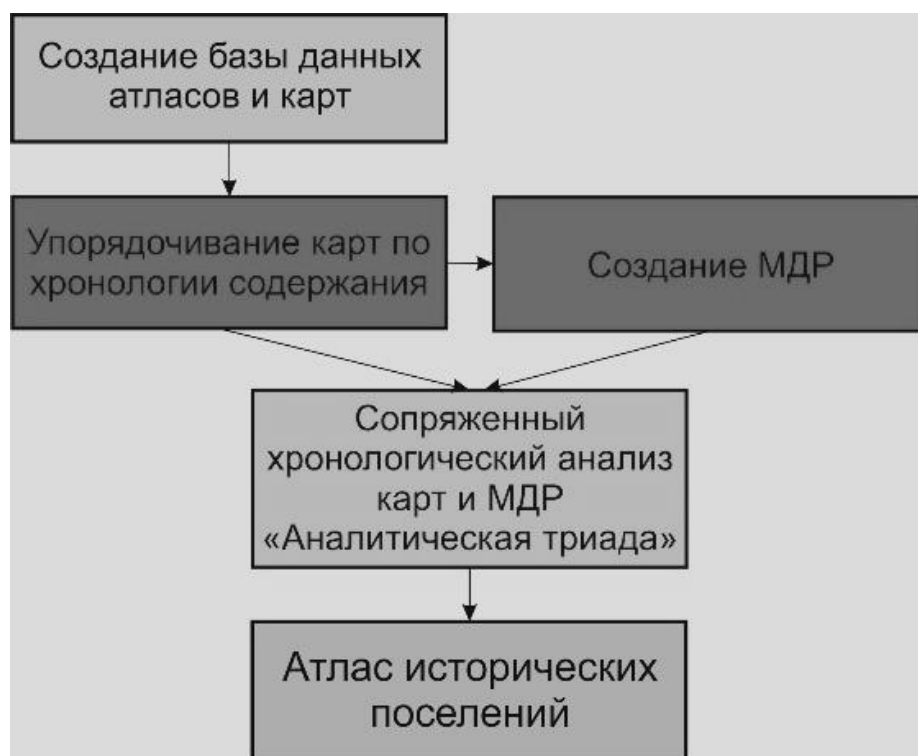 Создание базы данных
атласов и карт
Упорядочивание карт по
хронологии содержания
Создание МДР
Сопряженный
хронологический анализ
карт и МДР
«Аналитическая триада»
Атлас исторических
поселений